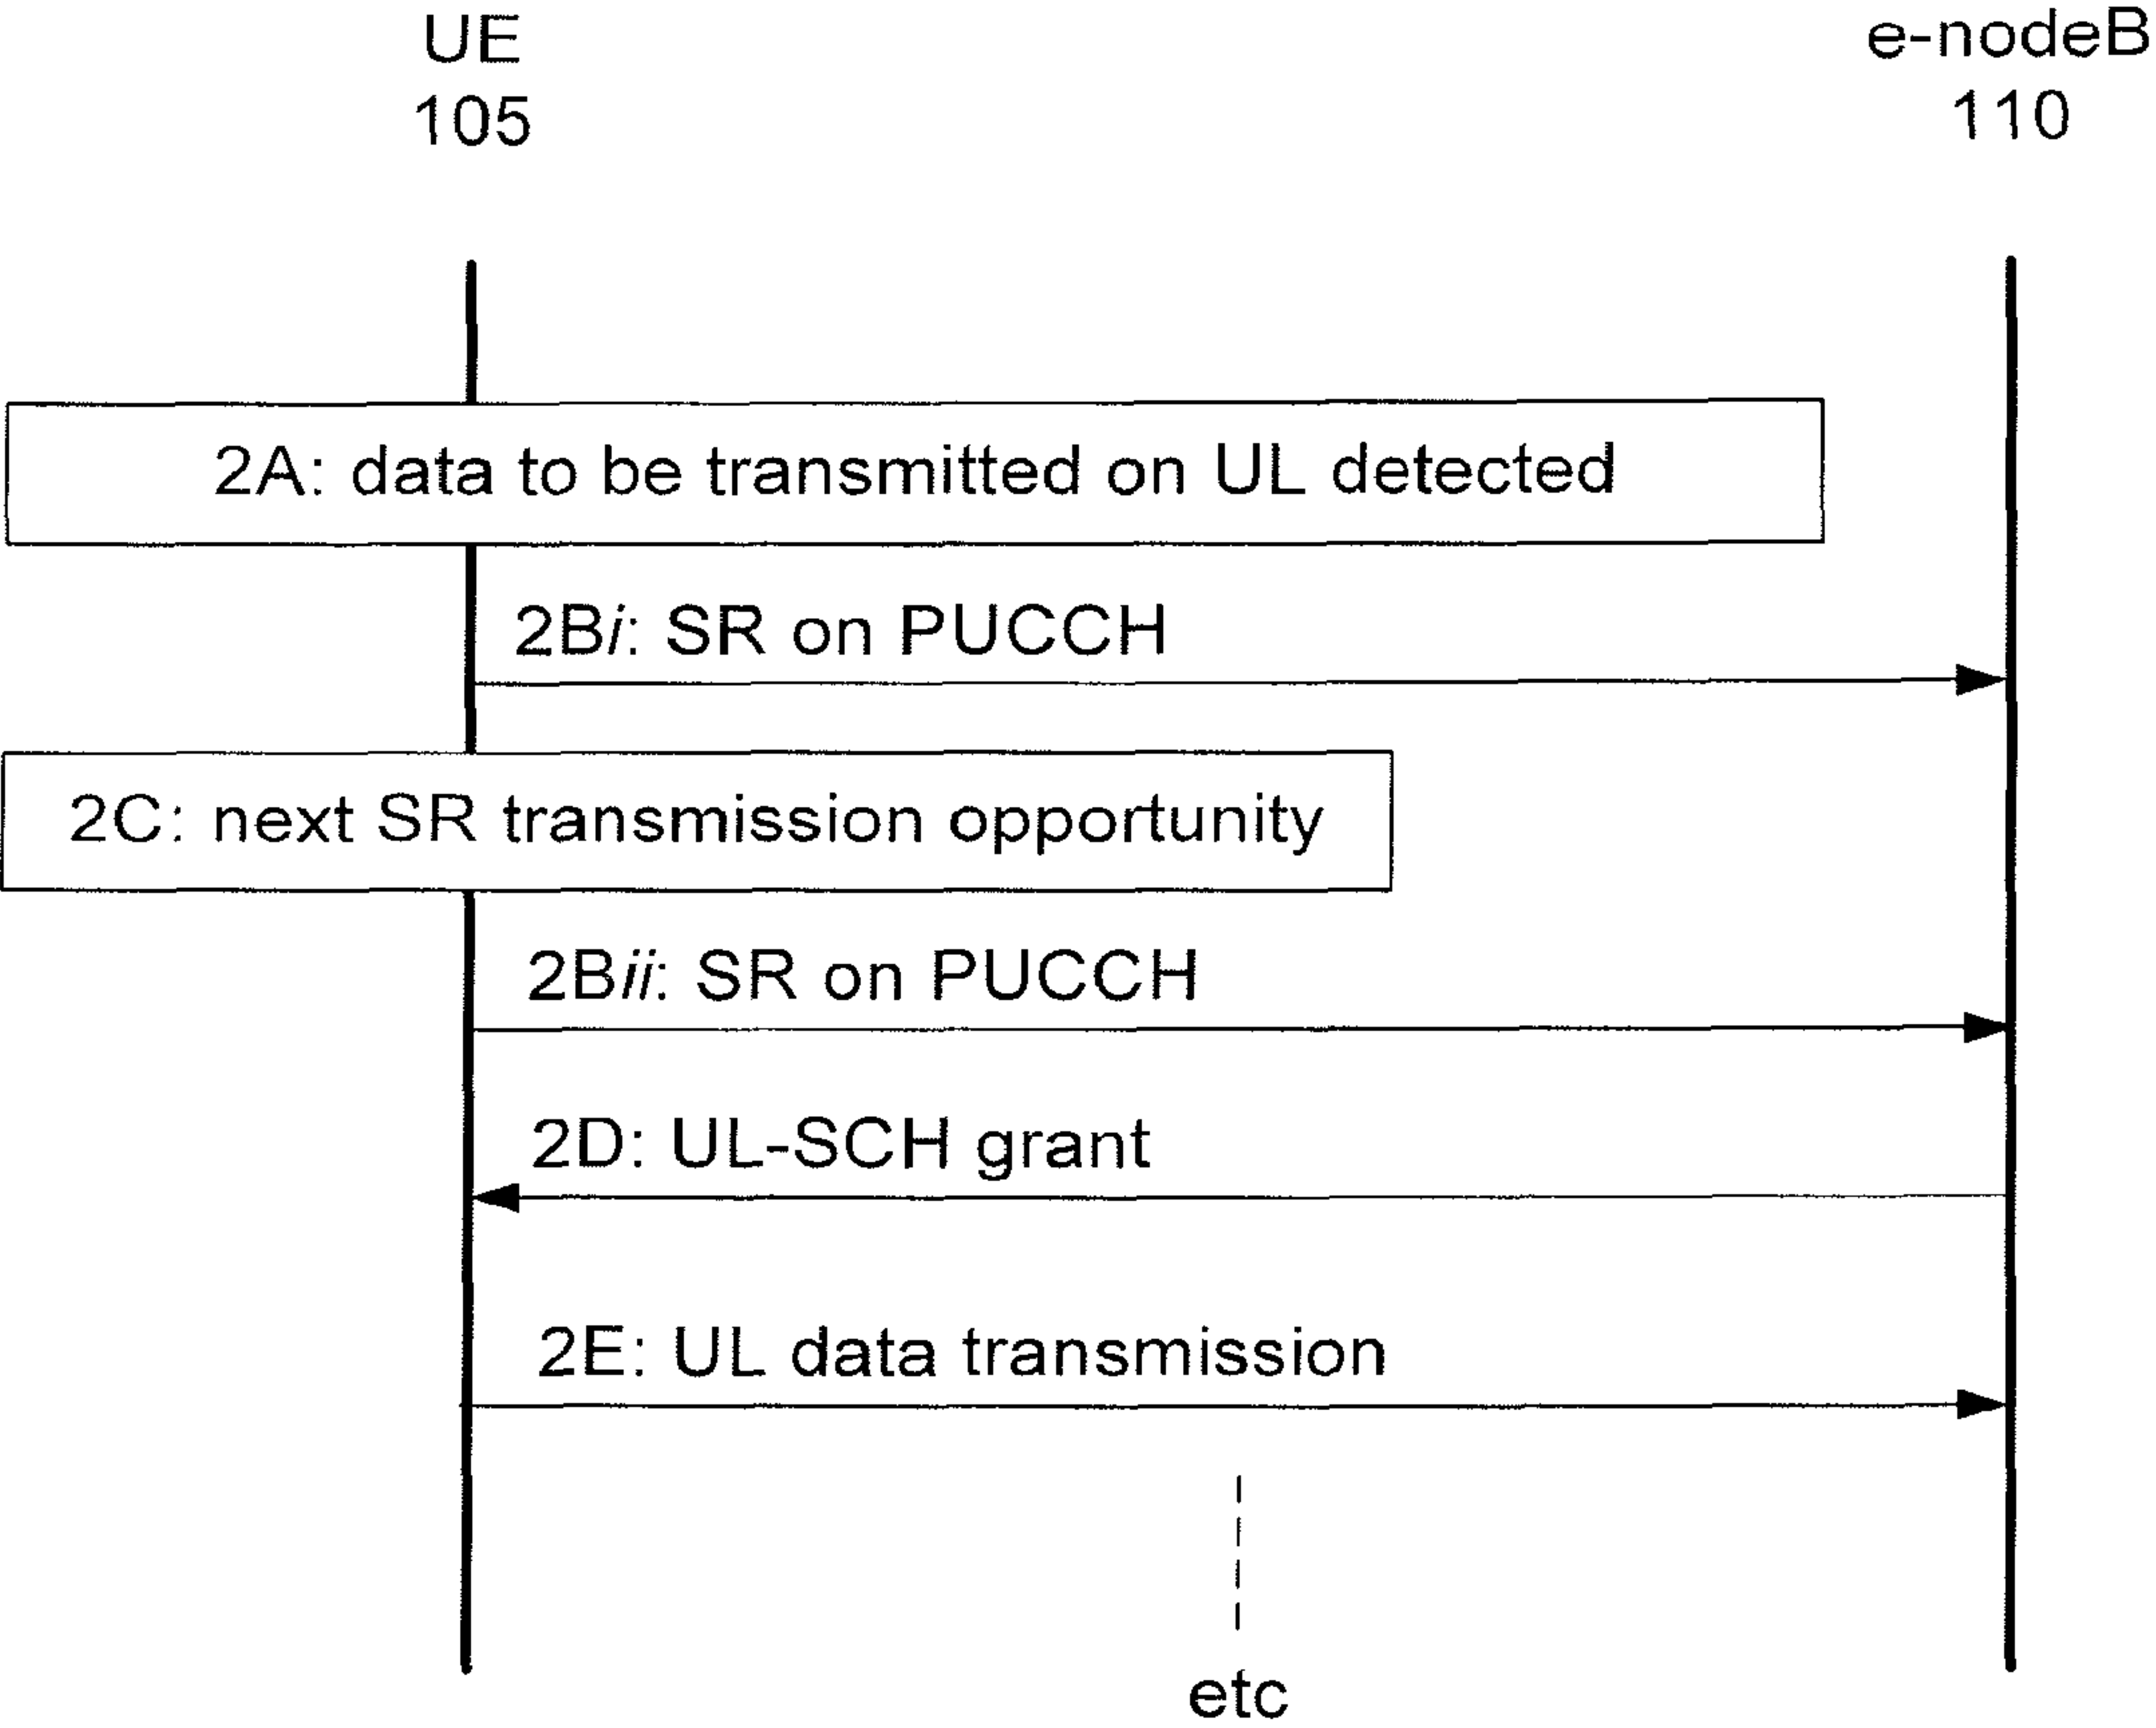 UE
105
e-nodeB
110
2A: data to be transmitted on UL detected
2Bi: SR on PUCCH
2C: next SR transmission opportunity
2Bii: SR on PUCCH
2D: UL-SCH grant
2E: UL data transmission
etc